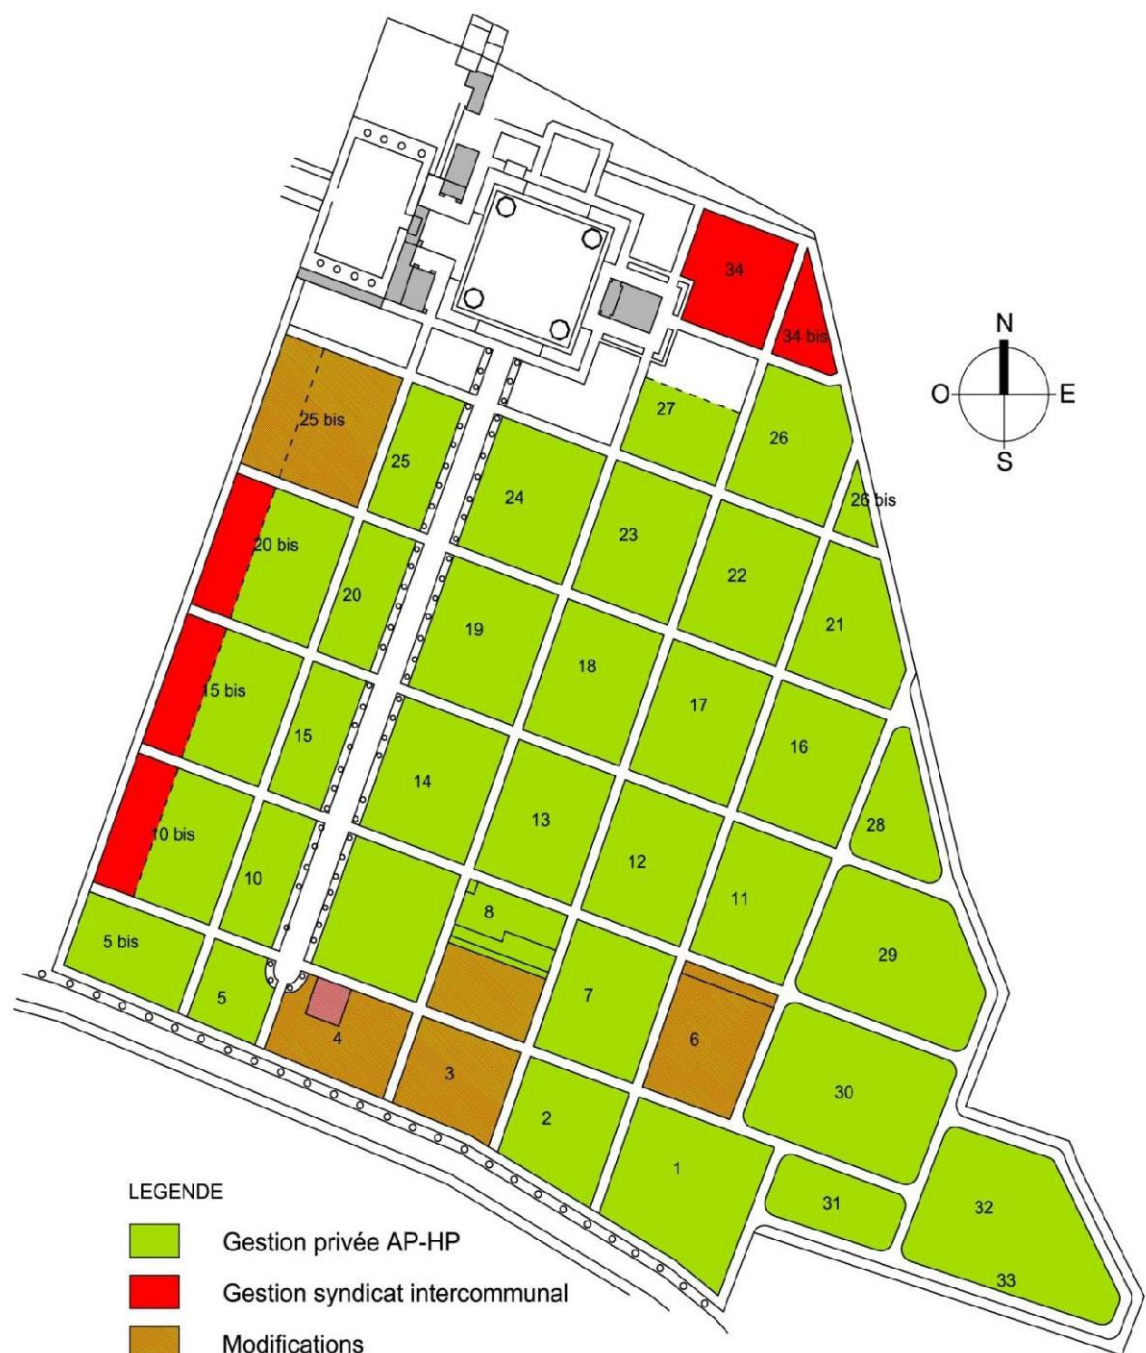 34
34 bis
N
O
E
S
27
26
25 bis
25
24
26 bis
23
20 bis
22
20
21
19
18
15 bis
17
15
16
14
13
28
10 bis
12
10
11
8
5 bis
29
5
7
4
6
3
30
2
1
31
32
33
LEGENDE
Gestion privée AP-HP
Gestion syndicat intercommunal
Modifications